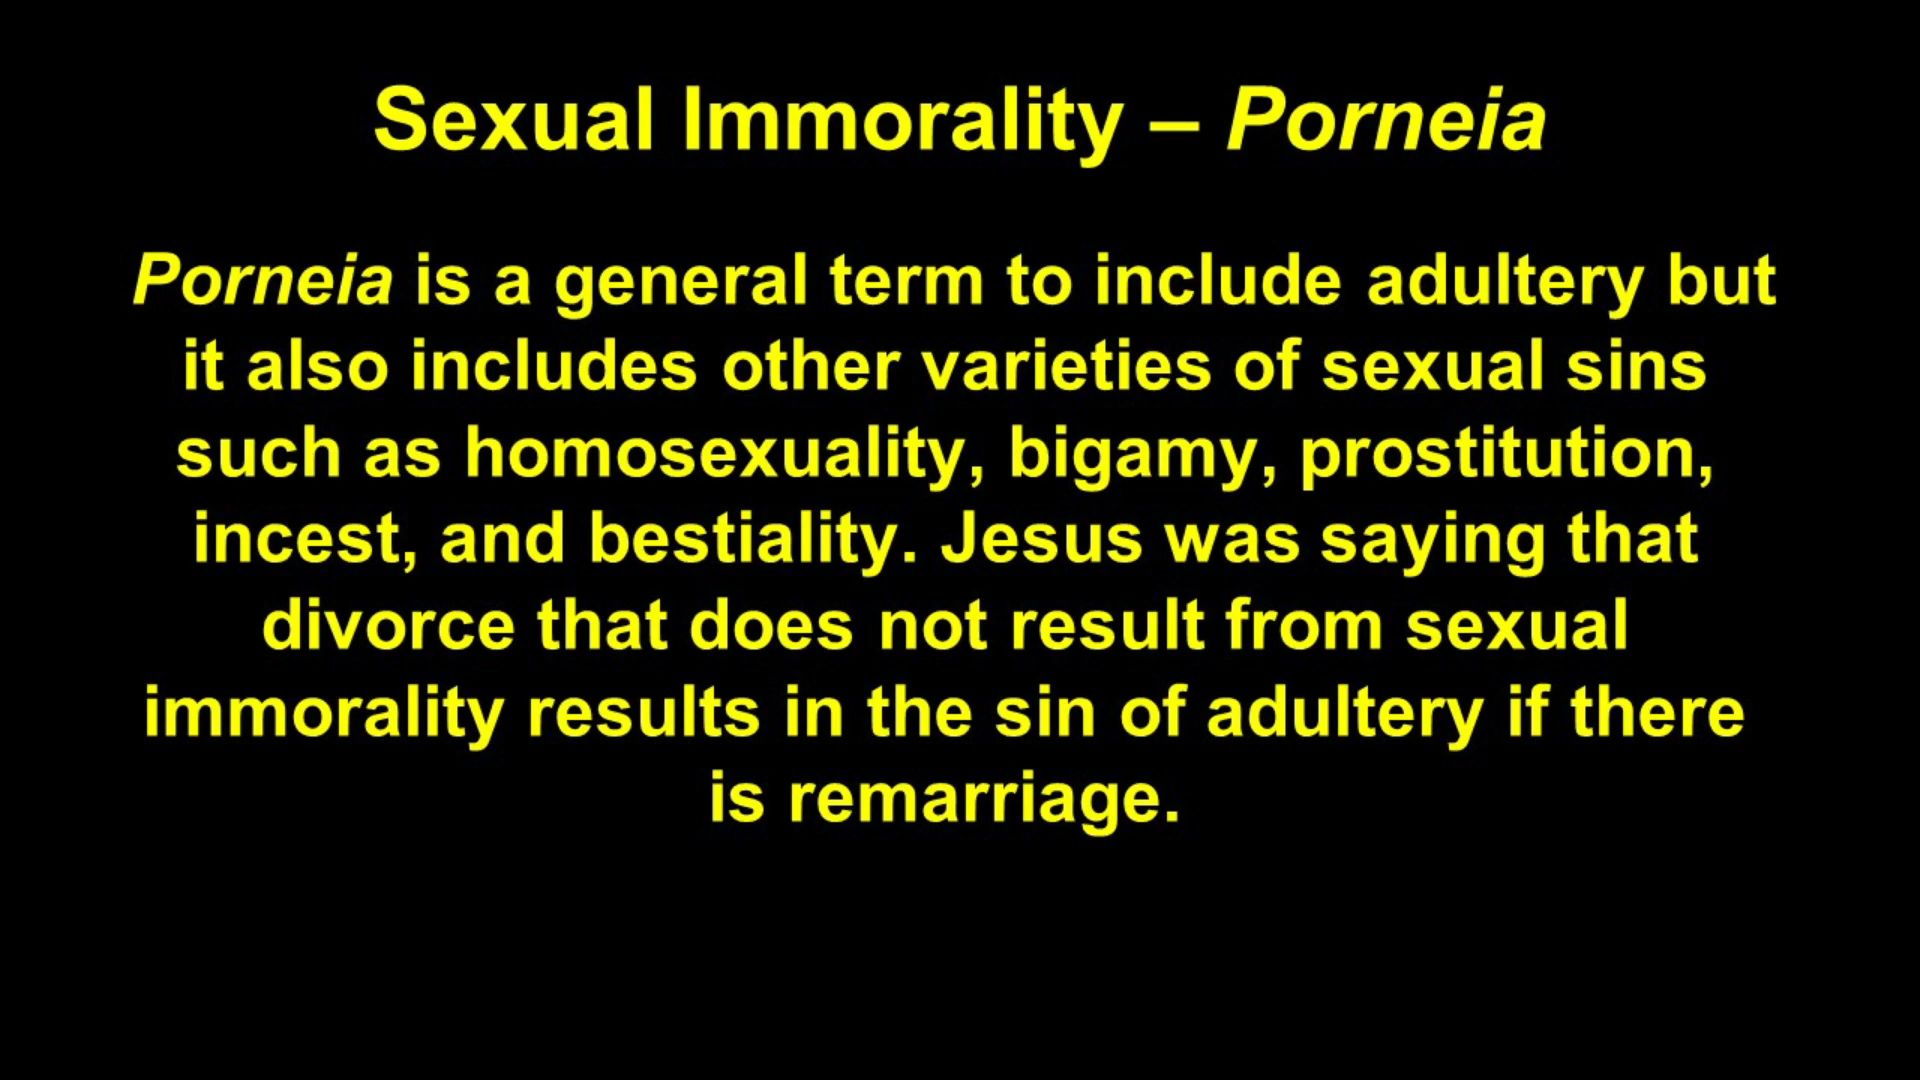 Sexual Immorality – Porneia
Porneia is a general term to include adultery but
it also includes other varieties of sexual sins
such as homosexuality, bigamy, prostitution,
incest, and bestiality. Jesus was saying that
divorce that does not result from sexual
immorality results in the sin of adultery if there
is remarriage.